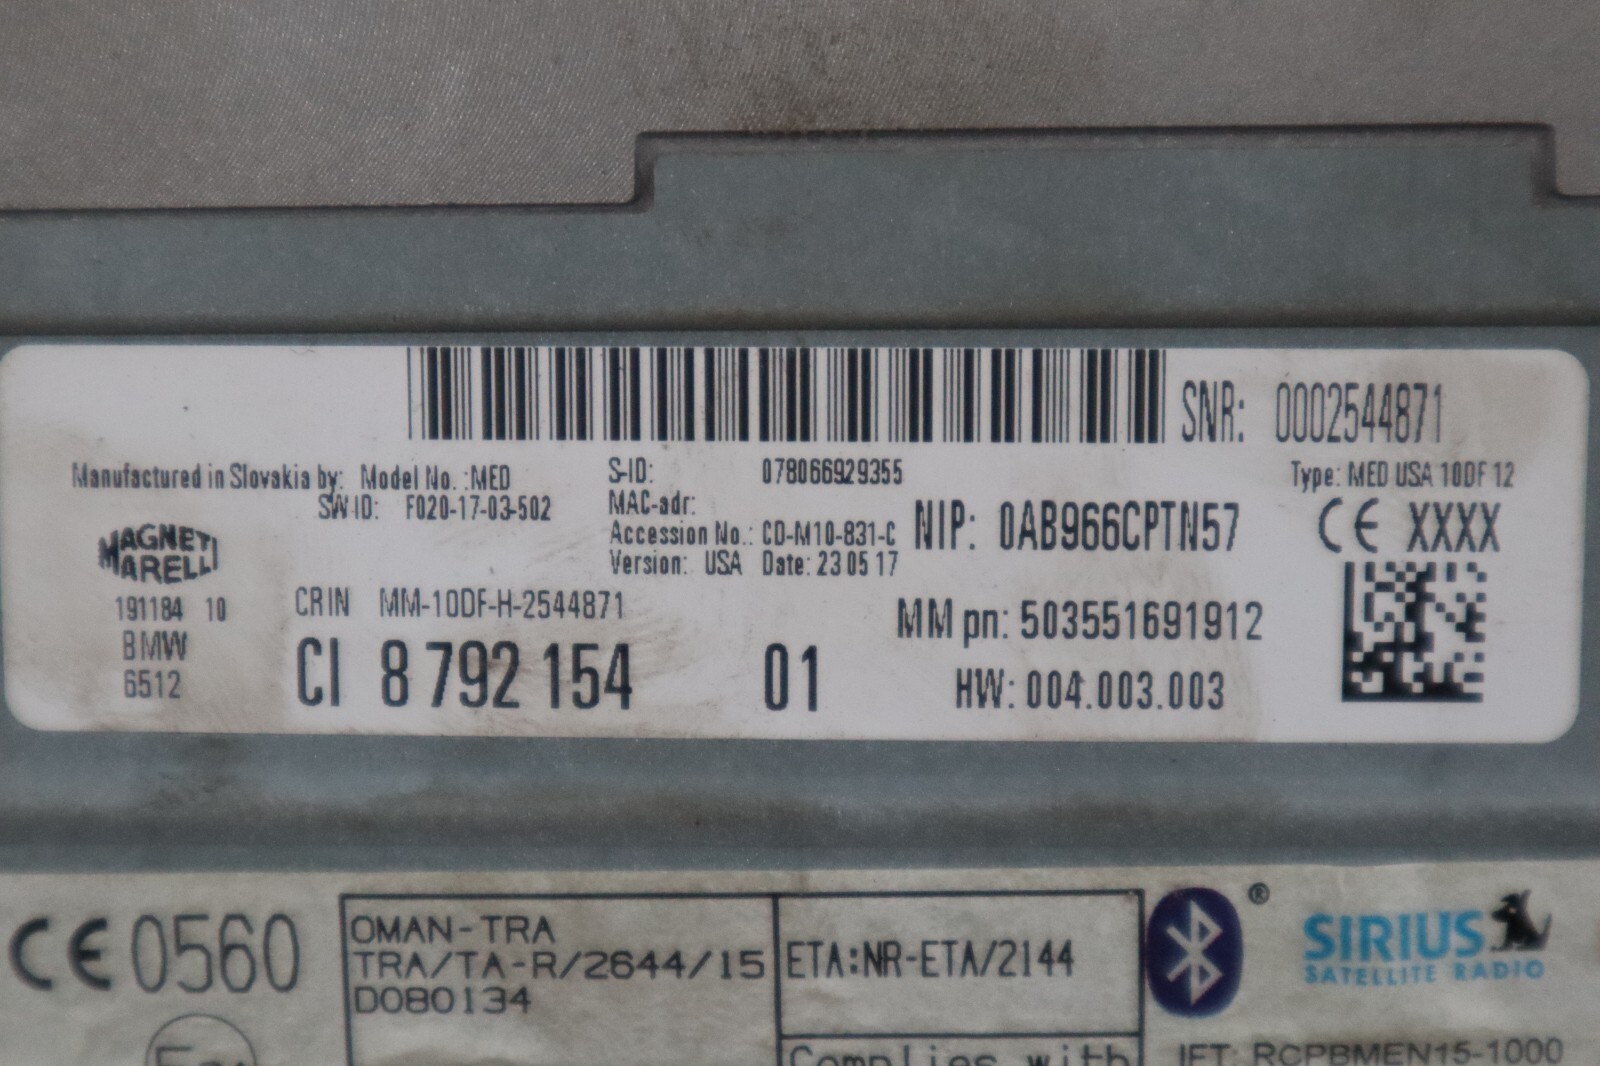 SNR: 0002544871
Manufactured in Slovakia by: Model No.:MED
SW-ID: F020-17-03-502
S-ID: 078066929355
MAC-adr:
Accession No.: CD-M10-831-C
Version: USA Date: 23 05 17
NIP: 0AB966CPTN57
Type: MED USA 10DF 12
CE XXXX
MAGNETI
MARELLI
191184 10
BMW
6512
CRIN MM-10DF-H-2544871
CI 8 792 154 01
MM pn: 503551691912
HW: 004.003.003
CE 0560
OMAN-TRA
TRA/TA-R/2644/15
D080134
ETA:NR-ETA/2144
Complies with
®
SIRIUS
SATELLITE RADIO
IFT: RCPBMEN15-1000